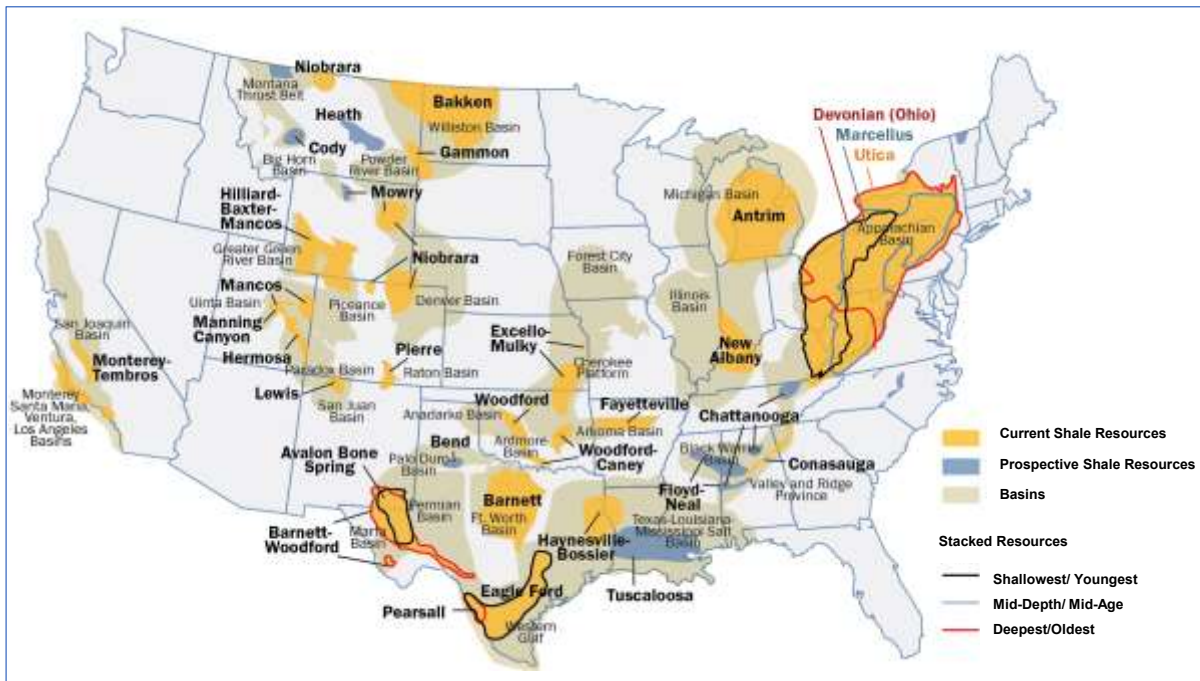 Niobrara
Montana
Thrust Belt
Bakken
Williston Basin
Heath
Cody
Big Horn
Basin
Powder
River Basin
Gammon
Mowry
Hilliard-
Baxter-
Mancos
Greater Green
River Basin
Niobrara
Mancos
Uinta Basin
Piceance
Basin
Denver Basin
Manning
Canyon
Hermosa
Paradox Basin
Pierre
Raton Basin
Lewis
San Juan
Basin
San Joaquin
Basin
Monterey-
Tembros
Monterey
Santa Maria,
Ventura,
Los Angeles
Basins
Devonian (Ohio)
Marcellus
Utica
Appalachian
Basin
Michigan Basin
Antrim
Forest City
Basin
Illinois
Basin
New
Albany
Excello-
Mulky
Cherokee
Platform
Woodford
Anadarko Basin
Ardmore
Basin
Fayetteville
Arkoma Basin
Woodford-
Caney
Chattanooga
Black Warrior
Basin
Conasauga
Valley and Ridge
Province
Floyd-
Neal
Bend
Palo Duro
Basin
Avalon Bone
Spring
Permian
Basin
Barnett
Ft. Worth
Basin
Barnett-
Woodford
Marfa
Basin
Haynesville-
Bossier
Texas-Louisiana-
Mississippi Salt
Basin
Tuscaloosa
Eagle Ford
Pearsall
Western
Gulf
Current Shale Resources
Prospective Shale Resources
Basins
Stacked Resources
Shallowest/ Youngest
Mid-Depth/ Mid-Age
Deepest/Oldest